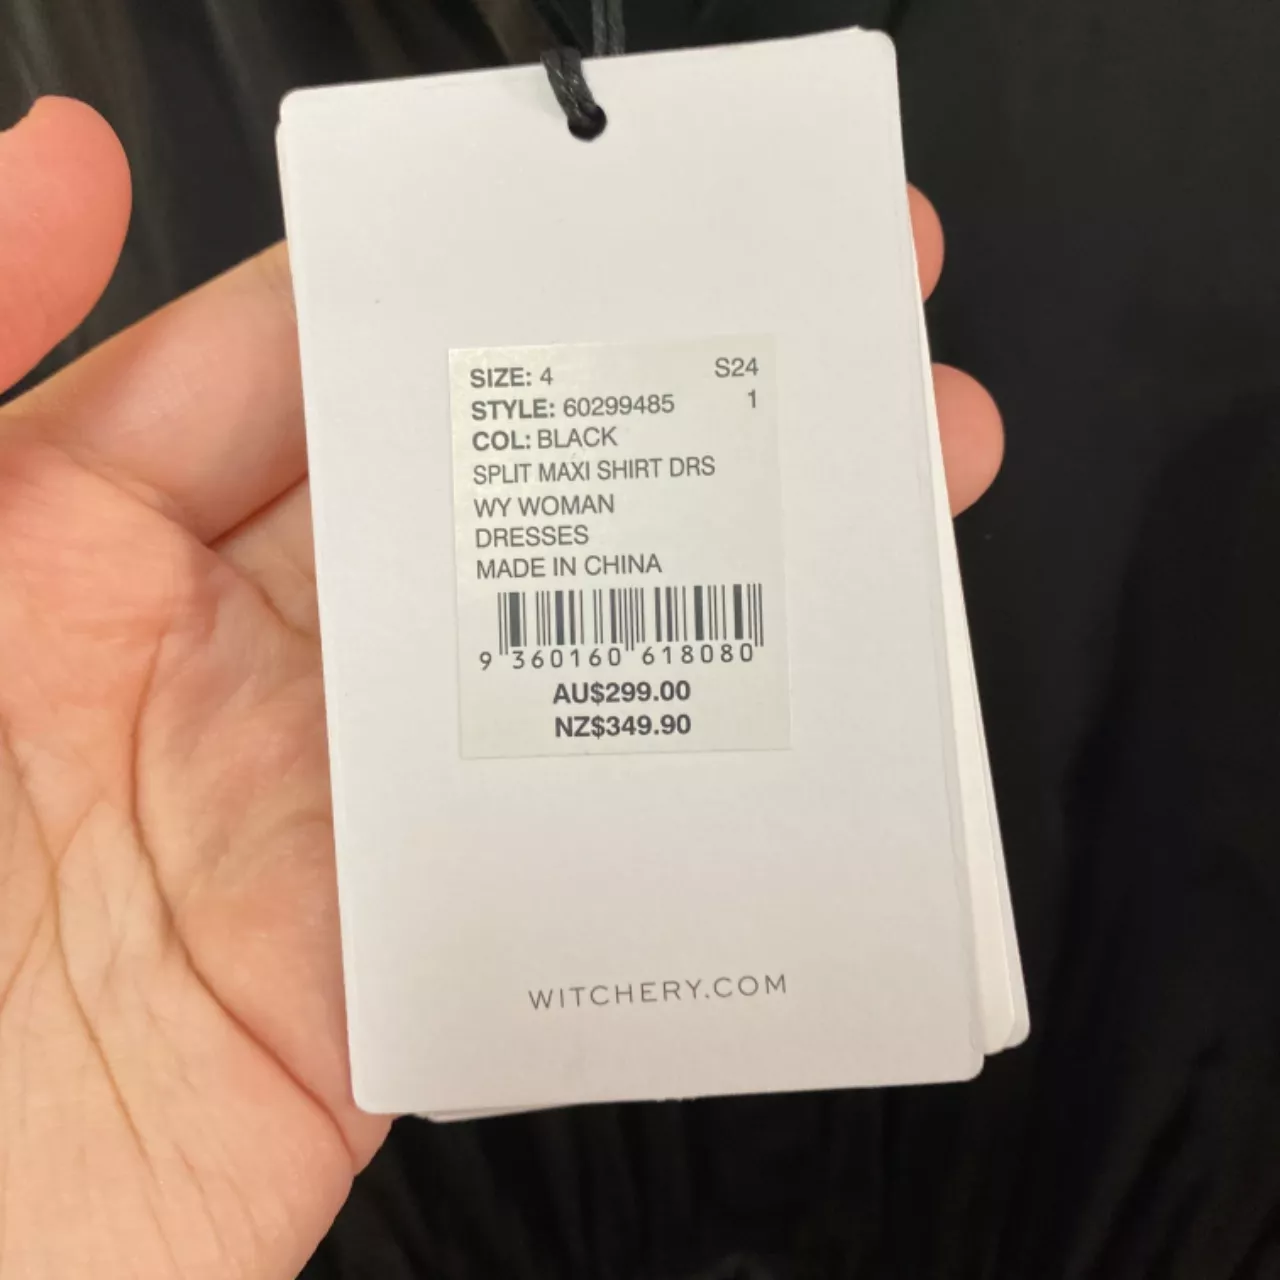 SIZE: 4 S24
STYLE: 60299485 1
COL: BLACK
SPLIT MAXI SHIRT DRS
WY WOMAN
DRESSES
MADE IN CHINA
9 360160 618080
AU$299.00
NZ$349.90
WITCHERY.COM